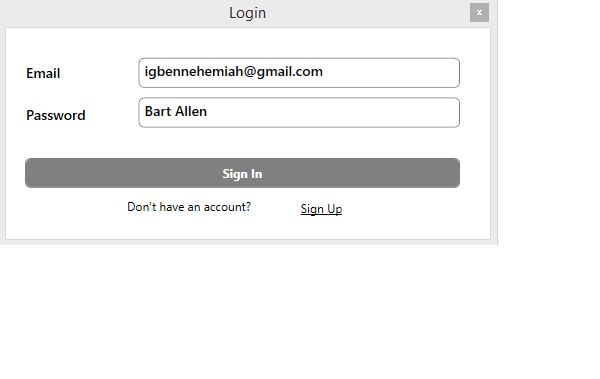 Login
x
Email
igbennehemiah@gmail.com
Password
Bart Allen
Sign In
Don't have an account? Sign Up